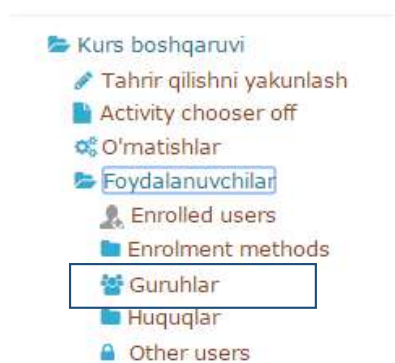 Kurs boshqaruvi
Tahrir qilishni yakunlash
Activity chooser off
O'rnatishlar
Foydalanuvchilar
Enrolled users
Enrolment methods
Guruhlar
Huquqlar
Other users